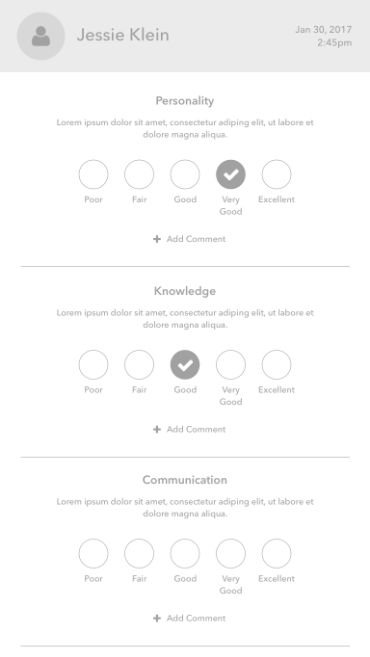 Jessie Klein
Jan 30, 2017
2:45pm
Personality
Lorem ipsum dolor sit amet, consectetur adiping elit, ut labore et
dolore magna aliqua.
Poor Fair Good Very Good Excellent
+ Add Comment
Knowledge
Lorem ipsum dolor sit amet, consectetur adiping elit, ut labore et
dolore magna aliqua.
Poor Fair Good Very Good Excellent
+ Add Comment
Communication
Lorem ipsum dolor sit amet, consectetur adiping elit, ut labore et
dolore magna aliqua.
Poor Fair Good Very Good Excellent
+ Add Comment